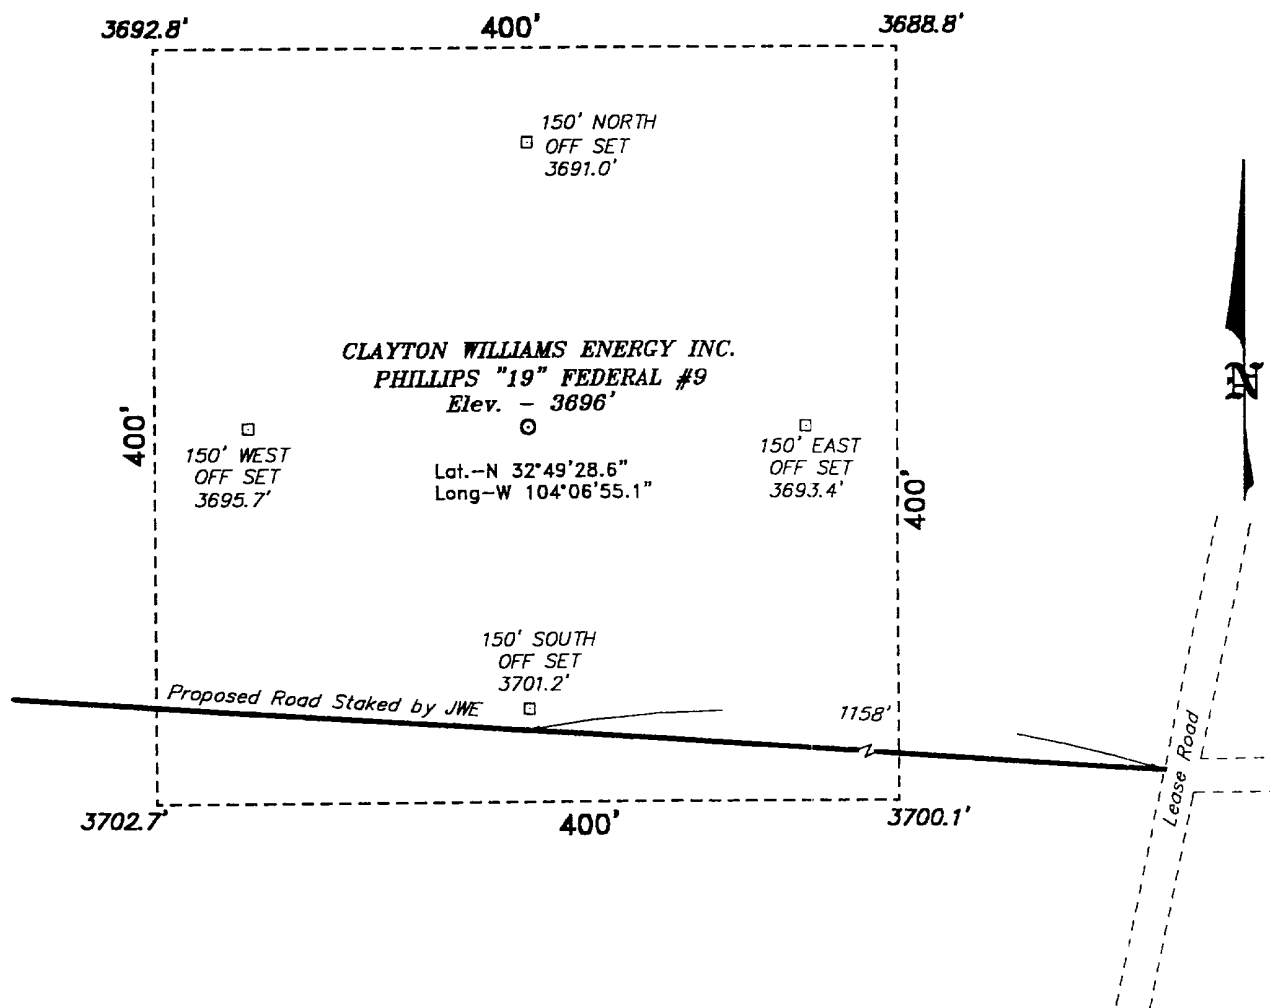 3692.8'
400'
3688.8'
150' NORTH
OFF SET
3691.0'
CLAYTON WILLIAMS ENERGY INC.
PHILLIPS "19" FEDERAL #9
Elev. - 3696'
400'
150' WEST
OFF SET
3695.7'
Lat.-N 32°49'28.6"
Long-W 104°06'55.1"
150' EAST
OFF SET
3693.4'
400'
N
150' SOUTH
OFF SET
3701.2'
Proposed Road Staked by JWE
1158'
Lease Road
3702.7'
400'
3700.1'